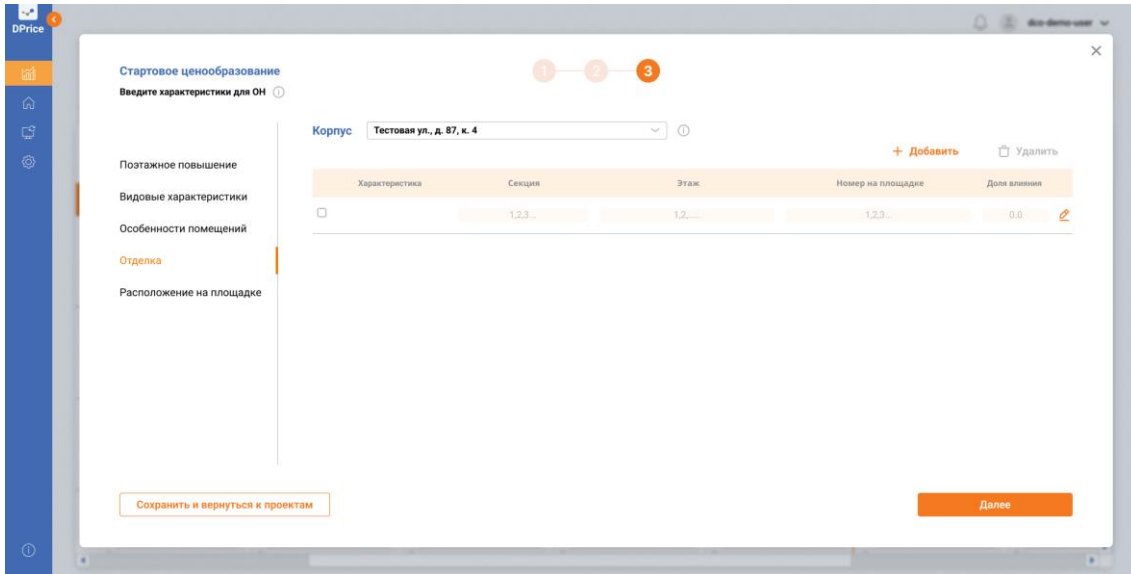 DPrice
dco-demo-user
Стартовое ценообразование
1 2 3
Введите характеристики для ОН
Корпус Тестовая ул., д. 87, к. 4
+ Добавить Удалить
Поэтажное повышение
Видовые характеристики
Особенности помещений
Отделка
Расположение на площадке
Характеристика Секция Этаж Номер на площадке Доля влияния
1,2,3... 1,2,.... 1,2,3... 0.0
Сохранить и вернуться к проектам
Далее